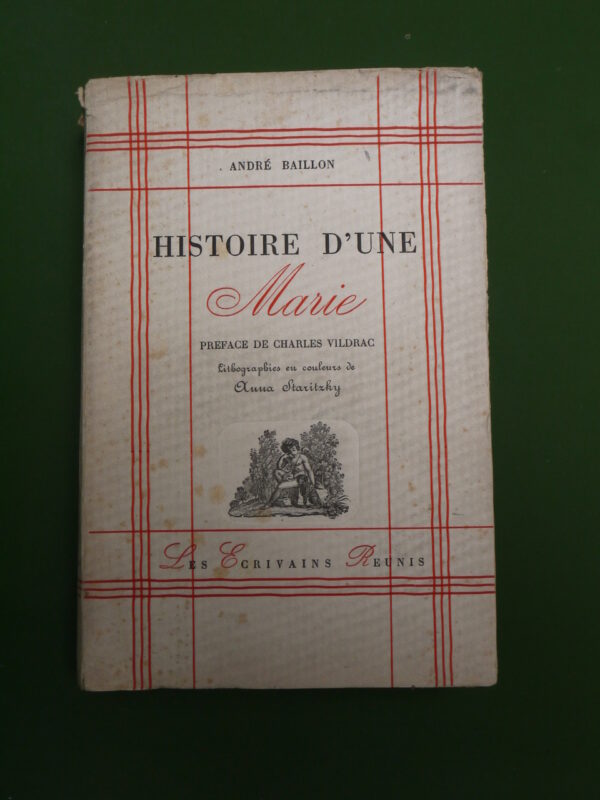 ANDRÉ BAILLON
HISTOIRE D'UNE
Marie
PREFACE DE CHARLES VILDRAC
Lithographies en couleurs de
Anna Staritzky
LES ECRIVAINS REUNIS